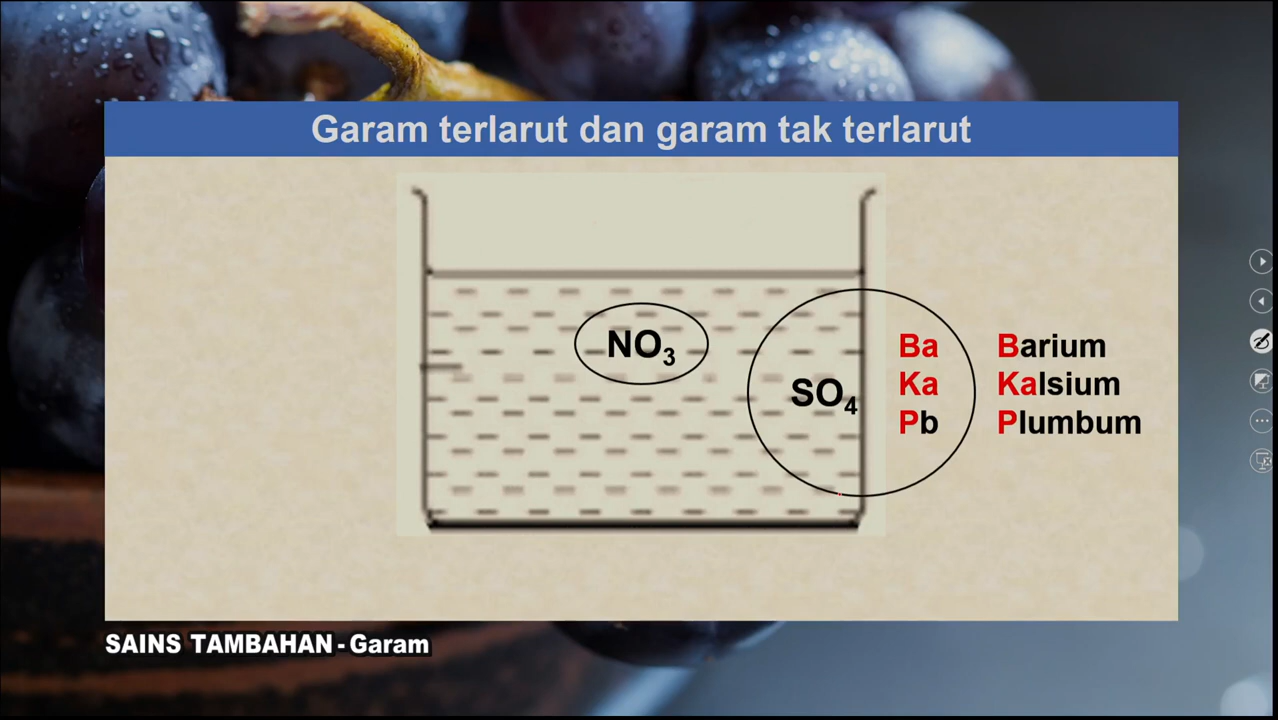 Garam terlarut dan garam tak terlarut
NO₃
SO₄
Ba Barium
Ka Kalsium
Pb Plumbum
SAINS TAMBAHAN - Garam